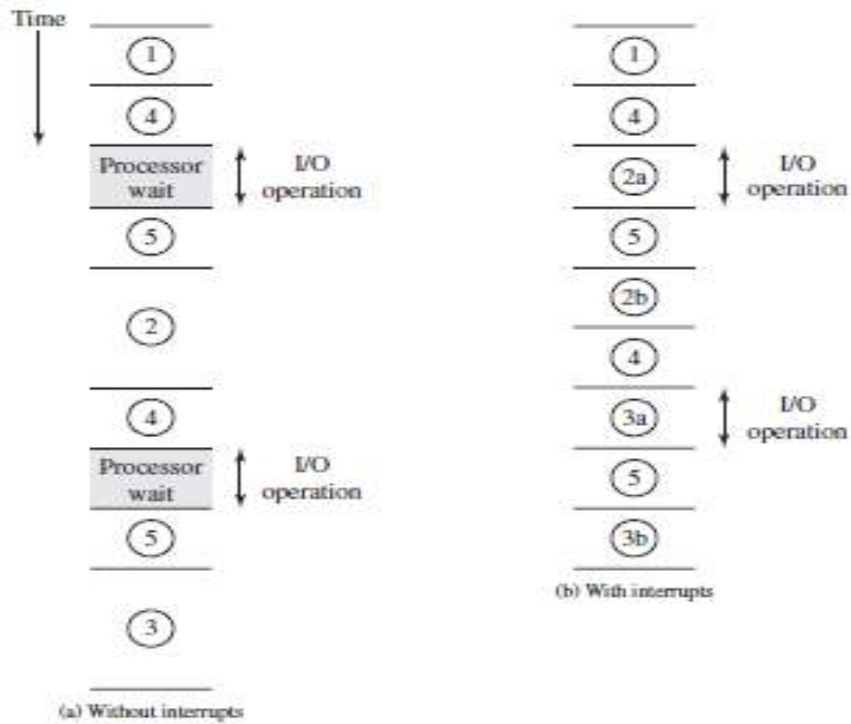 Time
1
4
Processor
wait
I/O
operation
5
2
4
Processor
wait
I/O
operation
5
3
(a) Without interrupts
1
4
2a
I/O
operation
5
2b
4
3a
I/O
operation
5
3b
(b) With interrupts